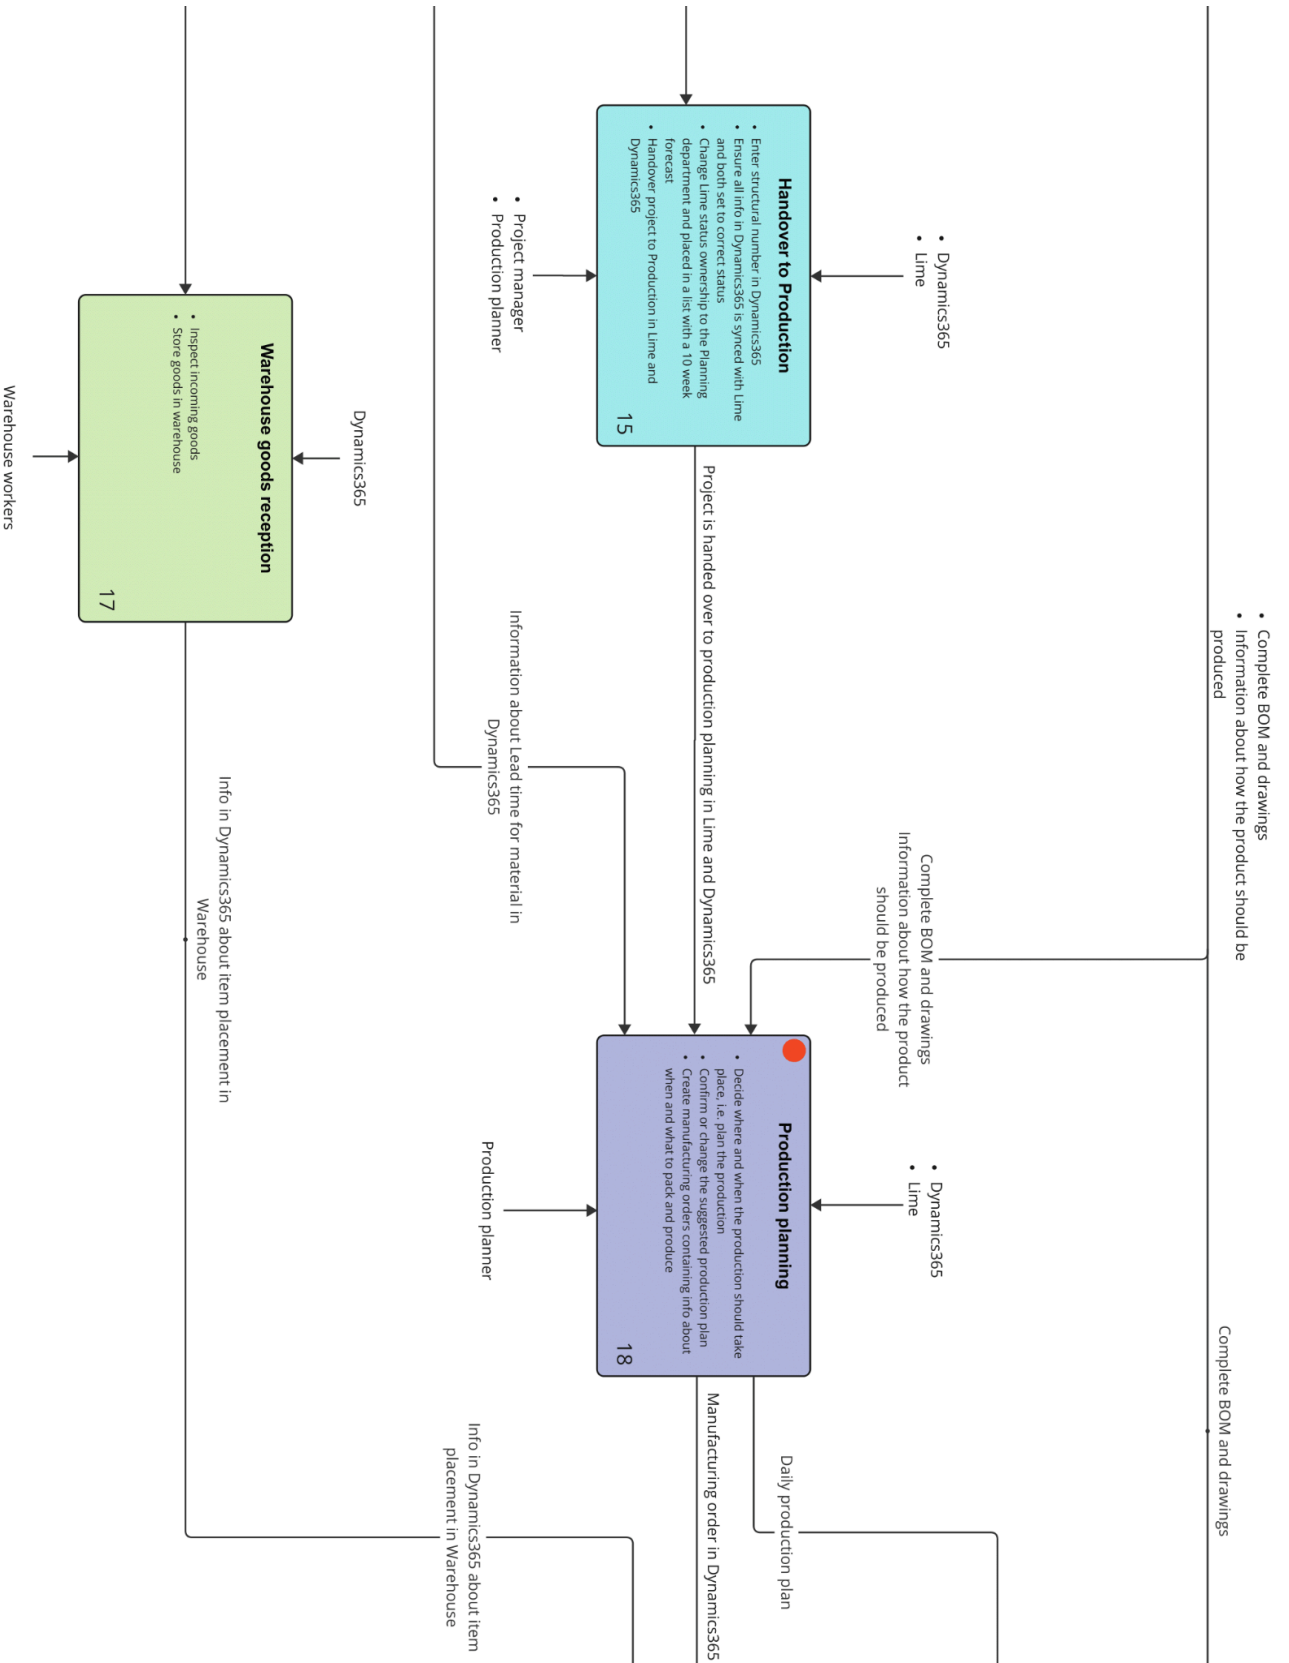 • Complete BOM and drawings
• Information about how the product should be
produced
Complete BOM and drawings
• Dynamics365
• Lime
Handover to Production
• Enter structural number in Dynamics365
• Ensure all info in Dynamics365 is synced with Lime
and both set to correct status
• Change Lime status ownership to the Planning
department and placed in a list with a 10 week
forecast
• Handover project to Production in Lime and
Dynamics365
15
• Project manager
• Production planner
Project is handed over to production planning in Lime and Dynamics365
Complete BOM and drawings
Information about how the product
should be produced
Information about Lead time for material in
Dynamics365
• Dynamics365
• Lime
Production planning
• Decide where and when the production should take
place, i.e. plan the production
• Confirm or change the suggested production plan
• Create manufacturing orders containing info about
when and what to pack and produce
18
Production planner
Daily production plan
Manufacturing order in Dynamics365
Dynamics365
Warehouse goods reception
• Inspect incoming goods
• Store goods in warehouse
17
Warehouse workers
Info in Dynamics365 about item placement in
Warehouse
Info in Dynamics365 about item
placement in Warehouse